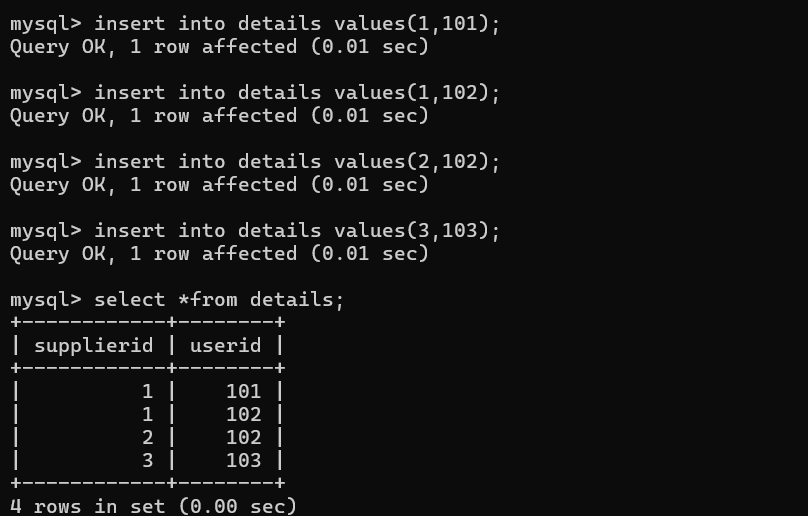 mysql> insert into details values(1,101);
Query OK, 1 row affected (0.01 sec)
mysql> insert into details values(1,102);
Query OK, 1 row affected (0.01 sec)
mysql> insert into details values(2,102);
Query OK, 1 row affected (0.01 sec)
mysql> insert into details values(3,103);
Query OK, 1 row affected (0.01 sec)
mysql> select *from details;
+------------+--------+
| supplierid | userid |
+------------+--------+
|          1 |    101 |
|          1 |    102 |
|          2 |    102 |
|          3 |    103 |
+------------+--------+
4 rows in set (0.00 sec)